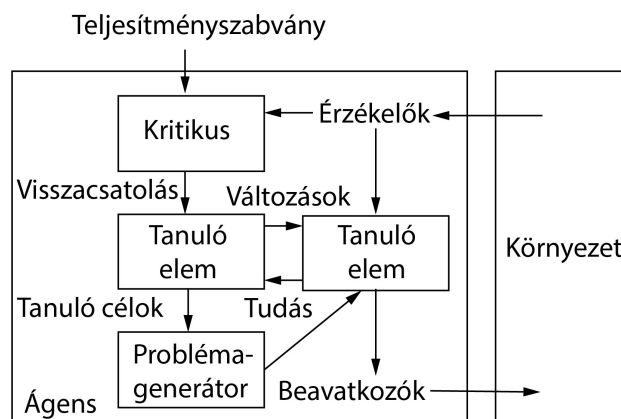 Teljesítményszabvány
Kritikus
Érzékelők
Visszacsatolás
Változások
Tanuló
elem
Tanuló
elem
Környezet
Tanuló célok
Tudás
Probléma-
generátor
Beavatkozók
Ágens